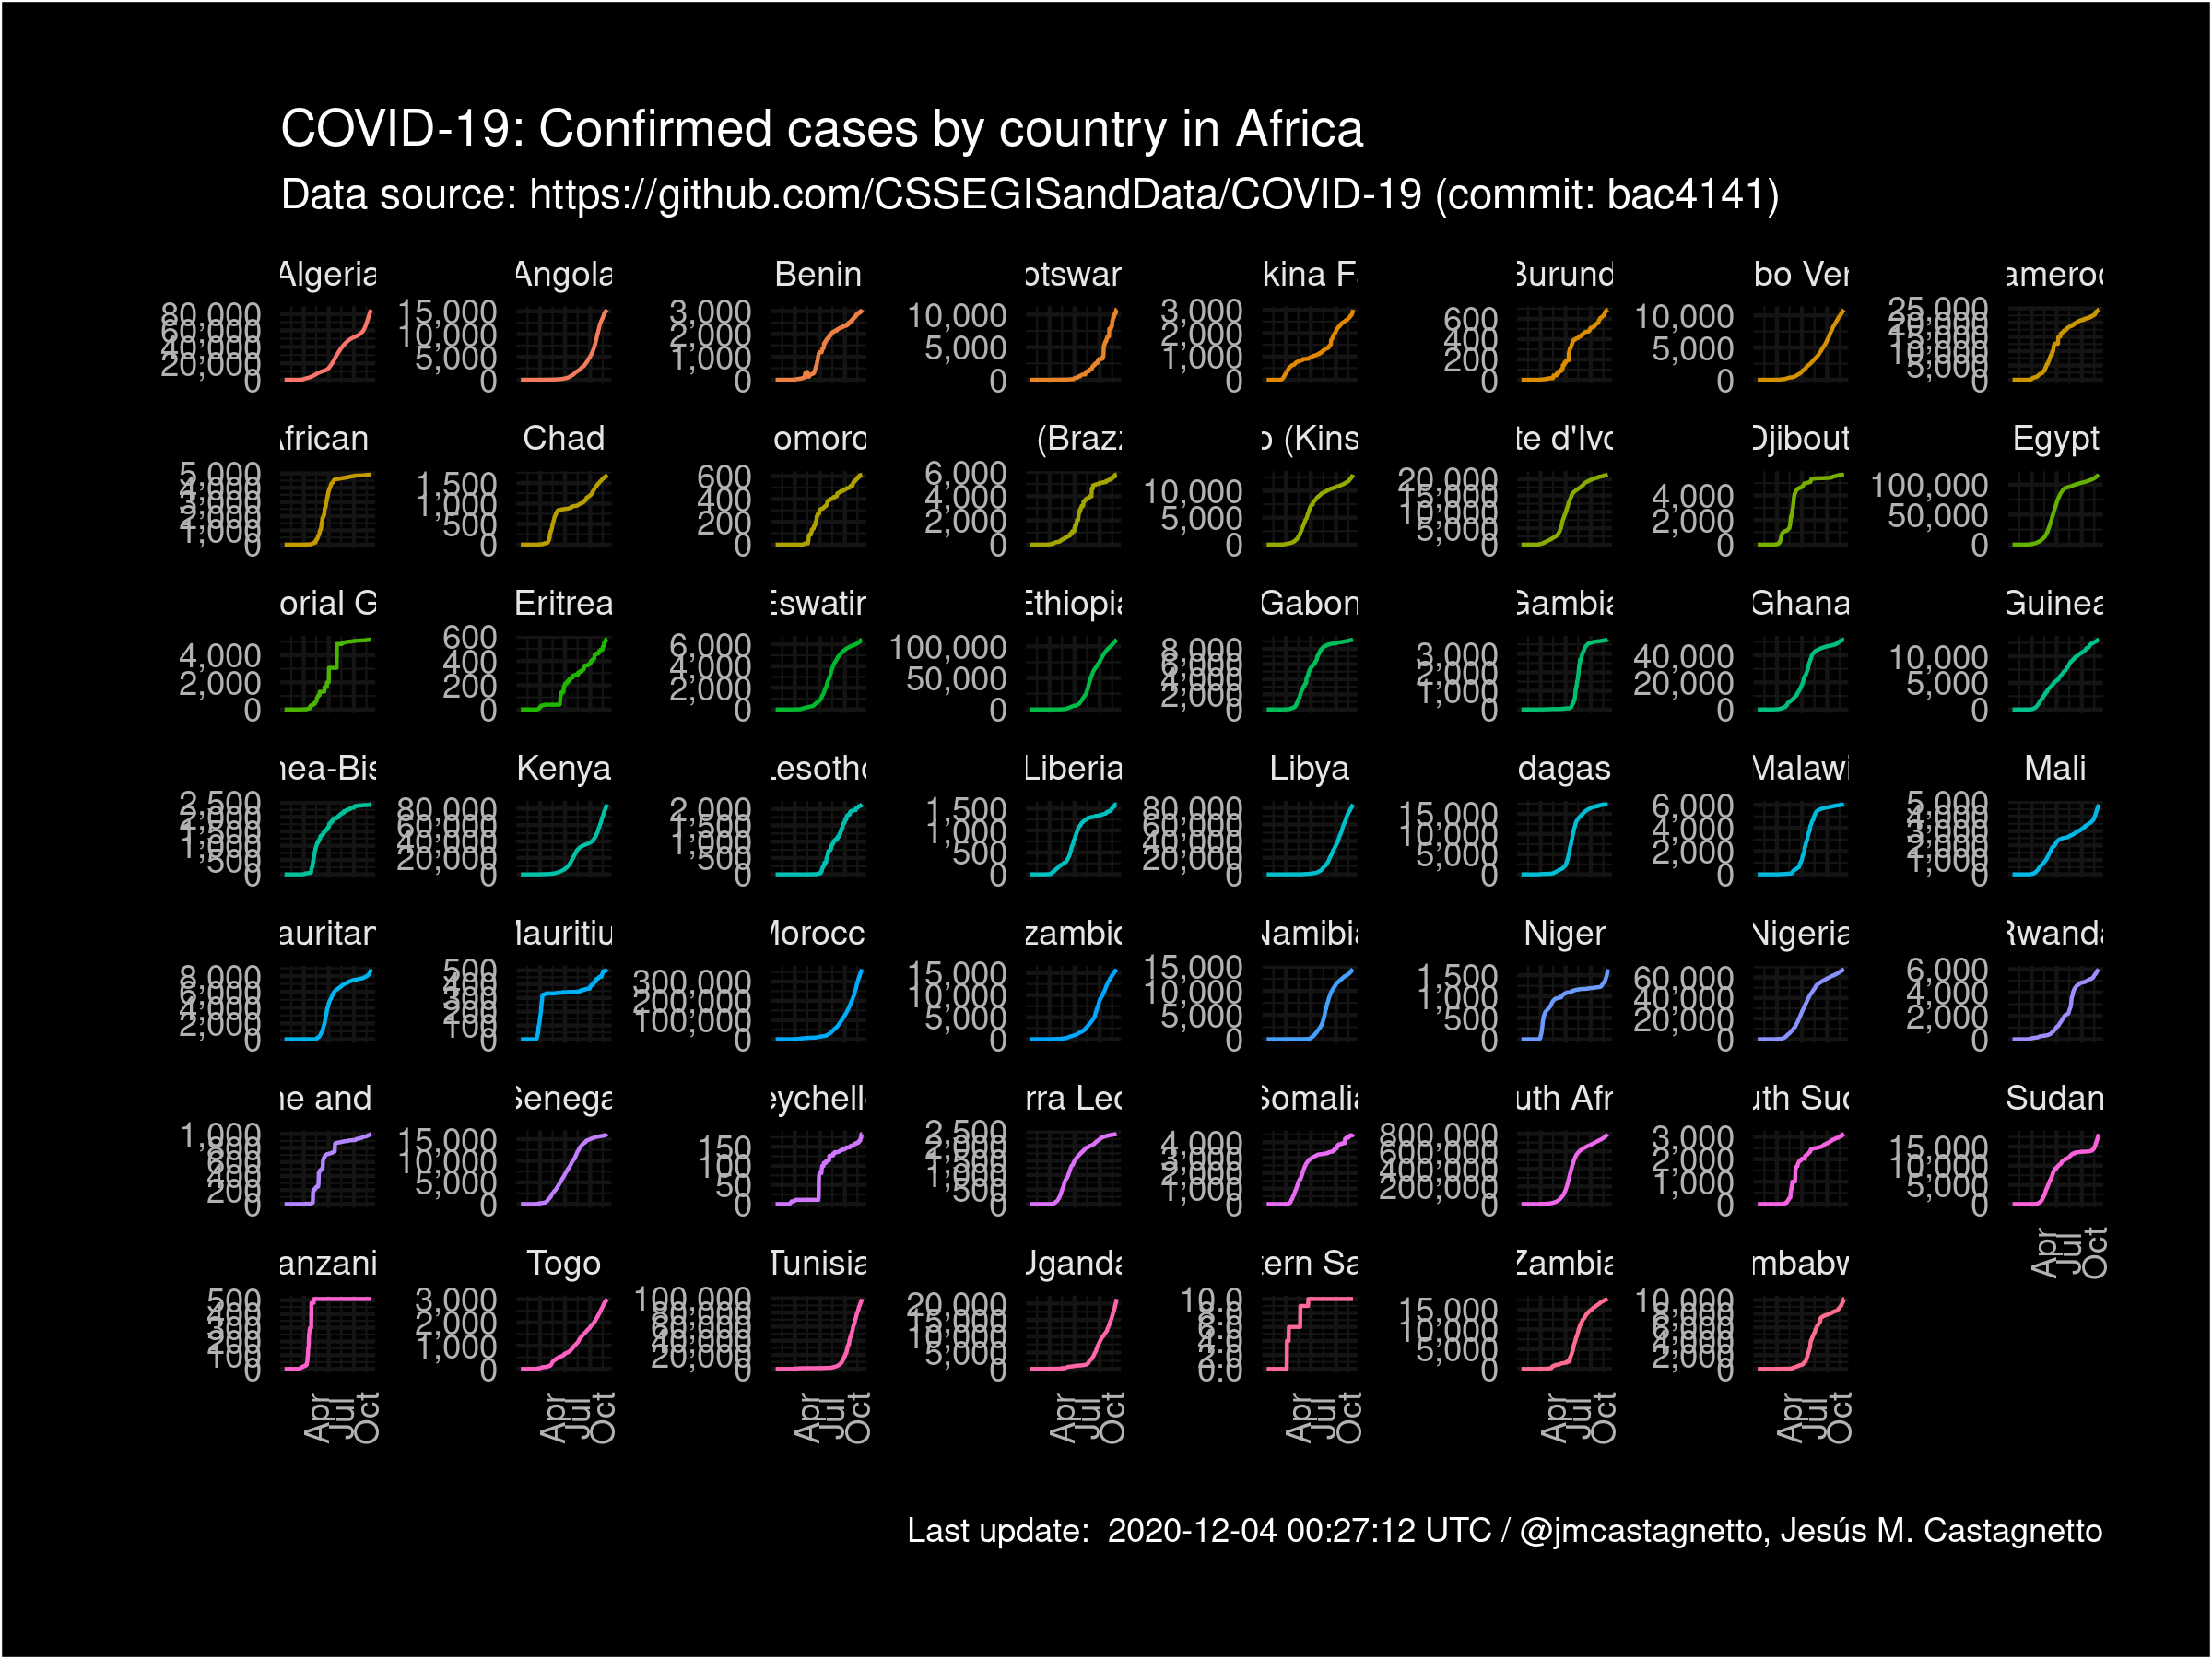 COVID-19: Confirmed cases by country in Africa
Data source: https://github.com/CSSEGISandData/COVID-19 (commit: bac4141)
Algeria Angola Benin otswar kina F Burund bo Ver ameroo
80,000 60,000 40,000 20,000 0
15,000 10,000 5,000 0
3,000 2,000 1,000 0
10,000 5,000 0
3,000 2,000 1,000 0
600 400 200 0
10,000 5,000 0
25,000 20,000 15,000 10,000 5,000 0
African Chad Comoro (Braz o (Kins te d'Ivo Djibout Egypt
5,000 4,000 3,000 2,000 1,000 0
1,500 1,000 500 0
600 400 200 0
6,000 4,000 2,000 0
10,000 5,000 0
20,000 15,000 10,000 5,000 0
4,000 2,000 0
100,000 50,000 0
orial G Eritrea Eswatin Ethiopia Gabon Gambia Ghana Guinea
4,000 2,000 0
600 400 200 0
6,000 4,000 2,000 0
100,000 50,000 0
8,000 6,000 4,000 2,000 0
3,000 2,000 1,000 0
40,000 20,000 0
10,000 5,000 0
nea-Bis Kenya Lesotho Liberia Libya dagas Malawi Mali
2,500 2,000 1,500 1,000 500 0
80,000 60,000 40,000 20,000 0
2,000 1,500 1,000 500 0
1,500 1,000 500 0
80,000 60,000 40,000 20,000 0
15,000 10,000 5,000 0
6,000 4,000 2,000 0
5,000 4,000 3,000 2,000 1,000 0
auritan Mauritiu Morocc zambic Namibia Niger Nigeria Rwanda
8,000 6,000 4,000 2,000 0
500 400 300 200 100 0
300,000 200,000 100,000 0
15,000 10,000 5,000 0
15,000 10,000 5,000 0
1,500 1,000 500 0
60,000 40,000 20,000 0
6,000 4,000 2,000 0
ne and Senega eychelle rra Leo Somalia uth Afr uth Sud Sudan
1,000 800 600 400 200 0
15,000 10,000 5,000 0
150 100 50 0
2,500 2,000 1,500 1,000 500 0
4,000 3,000 2,000 1,000 0
800,000 600,000 400,000 200,000 0
3,000 2,000 1,000 0
15,000 10,000 5,000 0
Apr Jul Oct
anzani Togo Tunisia Uganda tern Sa Zambia mbabw
500 400 300 200 100 0
3,000 2,000 1,000 0
100,000 80,000 60,000 40,000 20,000 0
20,000 15,000 10,000 5,000 0
10.0 8.0 6.0 4.0 2.0 0.0
15,000 10,000 5,000 0
10,000 8,000 6,000 4,000 2,000 0
Apr Jul Oct Apr Jul Oct Apr Jul Oct Apr Jul Oct Apr Jul Oct Apr Jul Oct Apr Jul Oct
Last update: 2020-12-04 00:27:12 UTC / @jmcastagnetto, Jesús M. Castagnetto